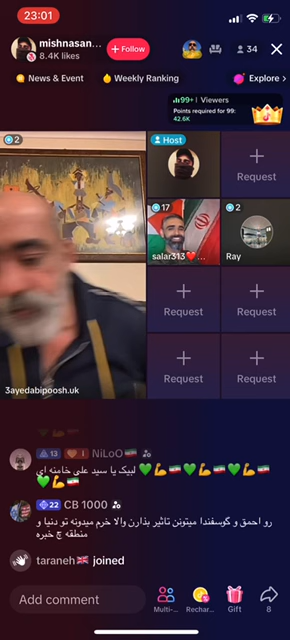 23:01
mishnasan...
8.4K likes
+ Follow
34
News & Event
Weekly Ranking
Explore >
99+ | Viewers
Points required for 99:
42.6K
2
Host
Request
17
salar313❤️...
2
Ray
Request
Request
Request
Request
3ayedabipoosh.uk
13
i
NiLoO🇮🇷
لبیک یا سید علی خامنه ای 💚💪🇮🇷💚💪🇮🇷💚💪🇮🇷
💚💪🇮🇷
22 CB 1000
رو احمق و گوسفندا میتونن تاثیر بذارن والا خرم میدونه تو دنیا و
منطقه چ خبره
taraneh🇬🇧 joined
Add comment
Multi-...
Rechar...
Gift
8